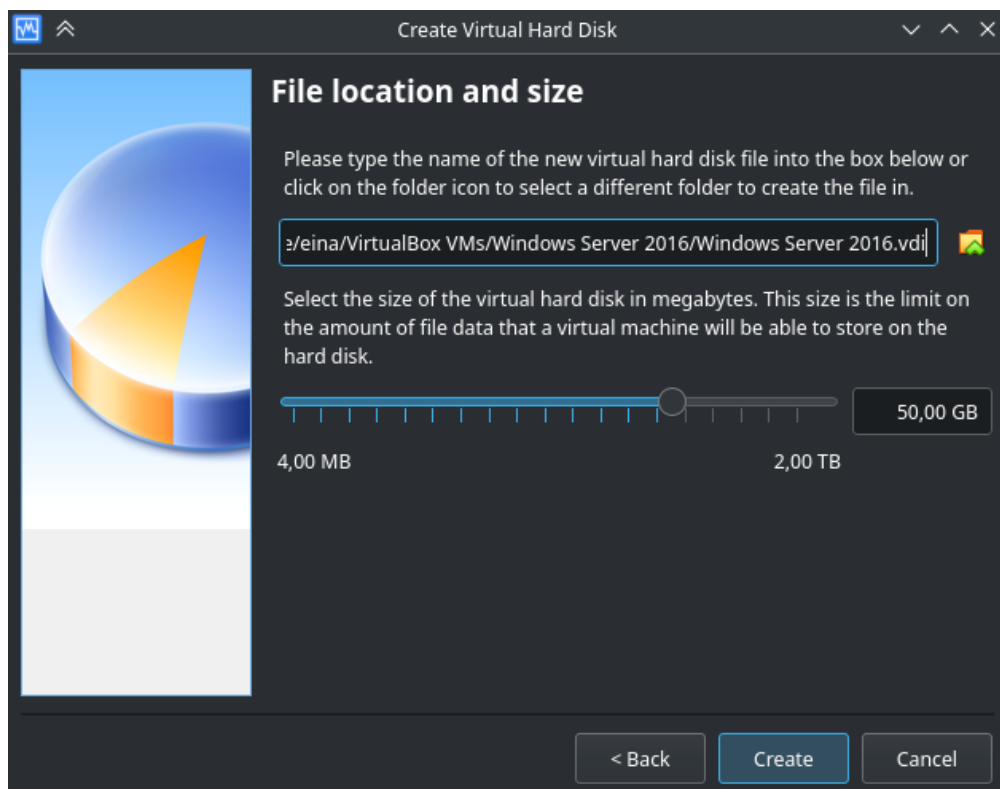 Create Virtual Hard Disk
File location and size
Please type the name of the new virtual hard disk file into the box below or
click on the folder icon to select a different folder to create the file in.
e/eina/VirtualBox VMs/Windows Server 2016/Windows Server 2016.vdi
Select the size of the virtual hard disk in megabytes. This size is the limit on
the amount of file data that a virtual machine will be able to store on the
hard disk.
50,00 GB
4,00 MB
2,00 TB
< Back
Create
Cancel